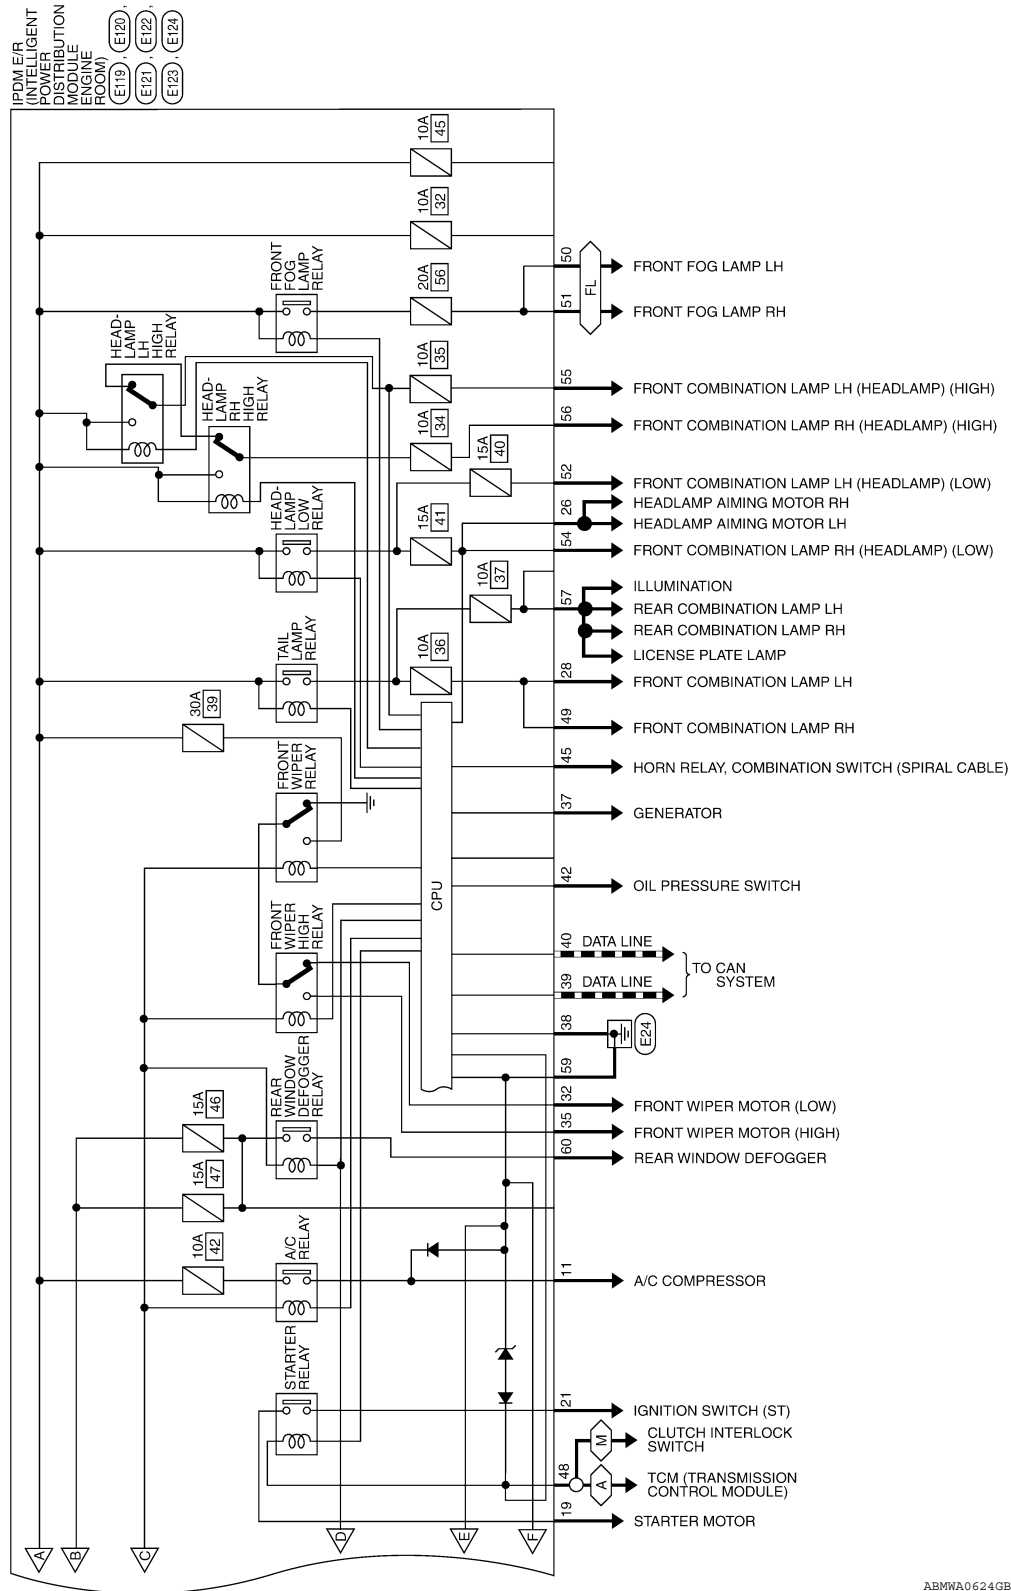 IPDM E/R
(INTELLIGENT
POWER
DISTRIBUTION
MODULE
ENGINE
ROOM)
E119 , E120 ,
E121 , E122 ,
E123 , E124
10A
45
10A
32
FRONT
FOG
LAMP
RELAY
20A
56
50
FRONT FOG LAMP LH
FL
51
FRONT FOG LAMP RH
HEAD-
LAMP
LH
HIGH
RELAY
10A
35
55
FRONT COMBINATION LAMP LH (HEADLAMP) (HIGH)
HEAD-
LAMP
RH
HIGH
RELAY
10A
34
56
FRONT COMBINATION LAMP RH (HEADLAMP) (HIGH)
15A
40
52
FRONT COMBINATION LAMP LH (HEADLAMP) (LOW)
HEADLAMP AIMING MOTOR RH
26
HEADLAMP AIMING MOTOR LH
HEAD-
LAMP
LOW
RELAY
15A
41
54
FRONT COMBINATION LAMP RH (HEADLAMP) (LOW)
10A
37
ILLUMINATION
57
REAR COMBINATION LAMP LH
REAR COMBINATION LAMP RH
LICENSE PLATE LAMP
TAIL
LAMP
RELAY
10A
36
28
FRONT COMBINATION LAMP LH
30A
39
49
FRONT COMBINATION LAMP RH
45
HORN RELAY, COMBINATION SWITCH (SPIRAL CABLE)
FRONT
WIPER
RELAY
37
GENERATOR
CPU
42
OIL PRESSURE SWITCH
FRONT
WIPER
HIGH
RELAY
40
DATA LINE
39
DATA LINE
TO CAN
SYSTEM
38
E24
59
32
FRONT WIPER MOTOR (LOW)
35
FRONT WIPER MOTOR (HIGH)
REAR
WINDOW
DEFOGGER
RELAY
15A
46
60
REAR WINDOW DEFOGGER
15A
47
10A
42
A/C
RELAY
11
A/C COMPRESSOR
STARTER
RELAY
21
IGNITION SWITCH (ST)
M
CLUTCH INTERLOCK
SWITCH
48
A
TCM (TRANSMISSION
CONTROL MODULE)
19
STARTER MOTOR
A
B
C
D
E
F
ABMWA0624GB